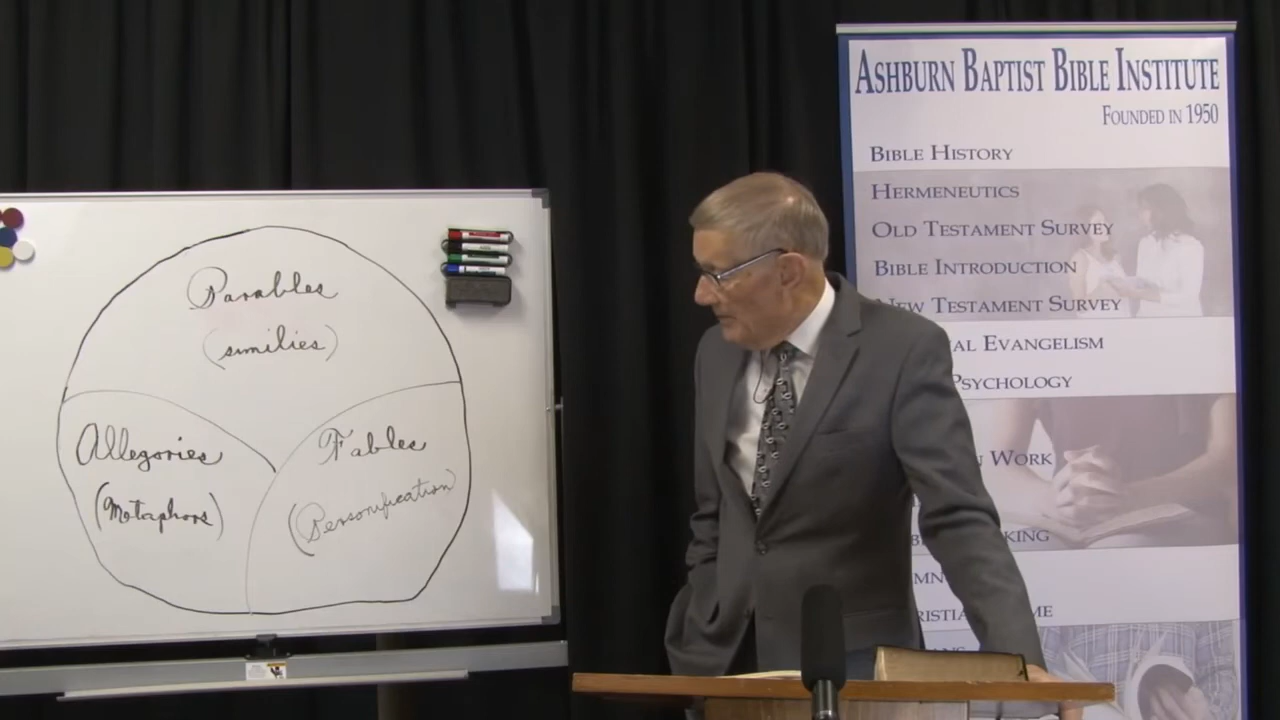 Parables
(similies)
Allegories
(Metaphors)
Fables
(Personification)
ASHBURN BAPTIST BIBLE INSTITUTE
FOUNDED IN 1950
BIBLE HISTORY
HERMENEUTICS
OLD TESTAMENT SURVEY
BIBLE INTRODUCTION
NEW TESTAMENT SURVEY
EVANGELISM
PSYCHOLOGY
WORK